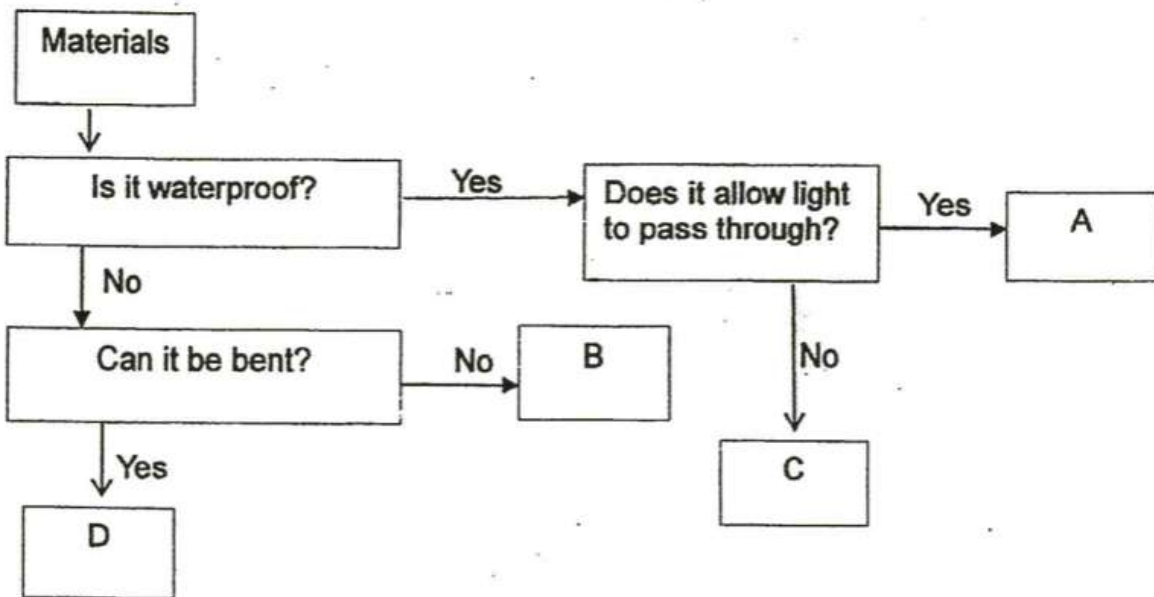 Materials
Is it waterproof?
Yes
Does it allow light
to pass through?
Yes
A
No
Can it be bent?
No
B
No
C
Yes
D